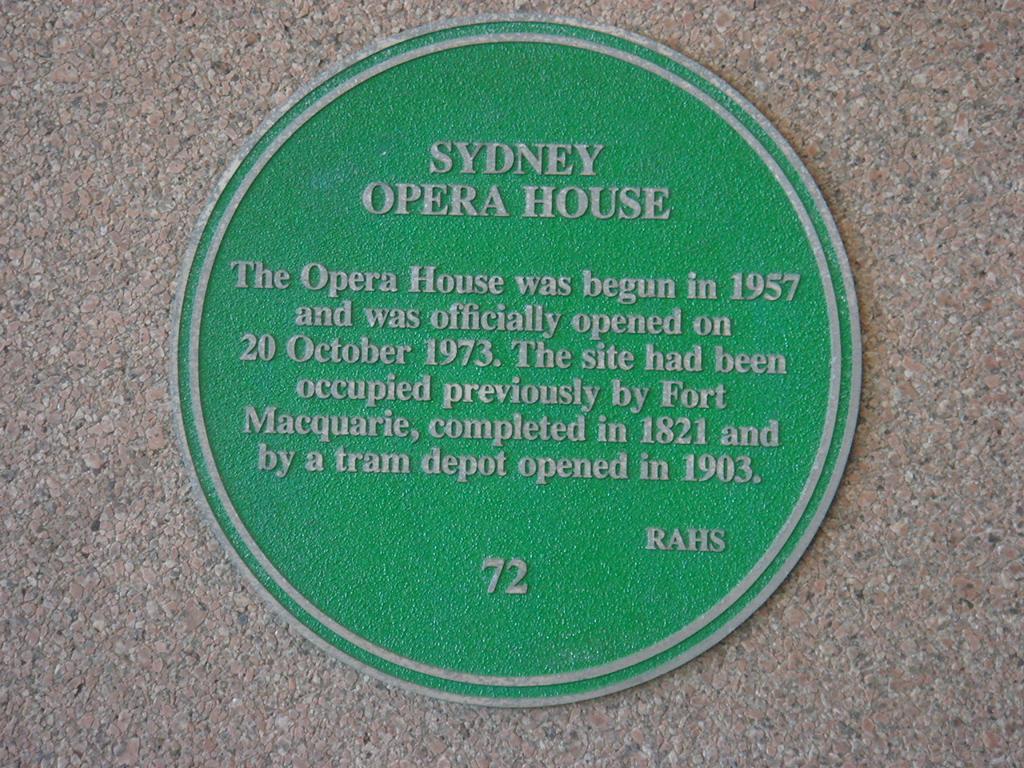 SYDNEY
OPERA HOUSE
The Opera House was begun in 1957
and was officially opened on
20 October 1973. The site had been
occupied previously by Fort
Macquarie, completed in 1821 and
by a tram depot opened in 1903.
RAHS
72